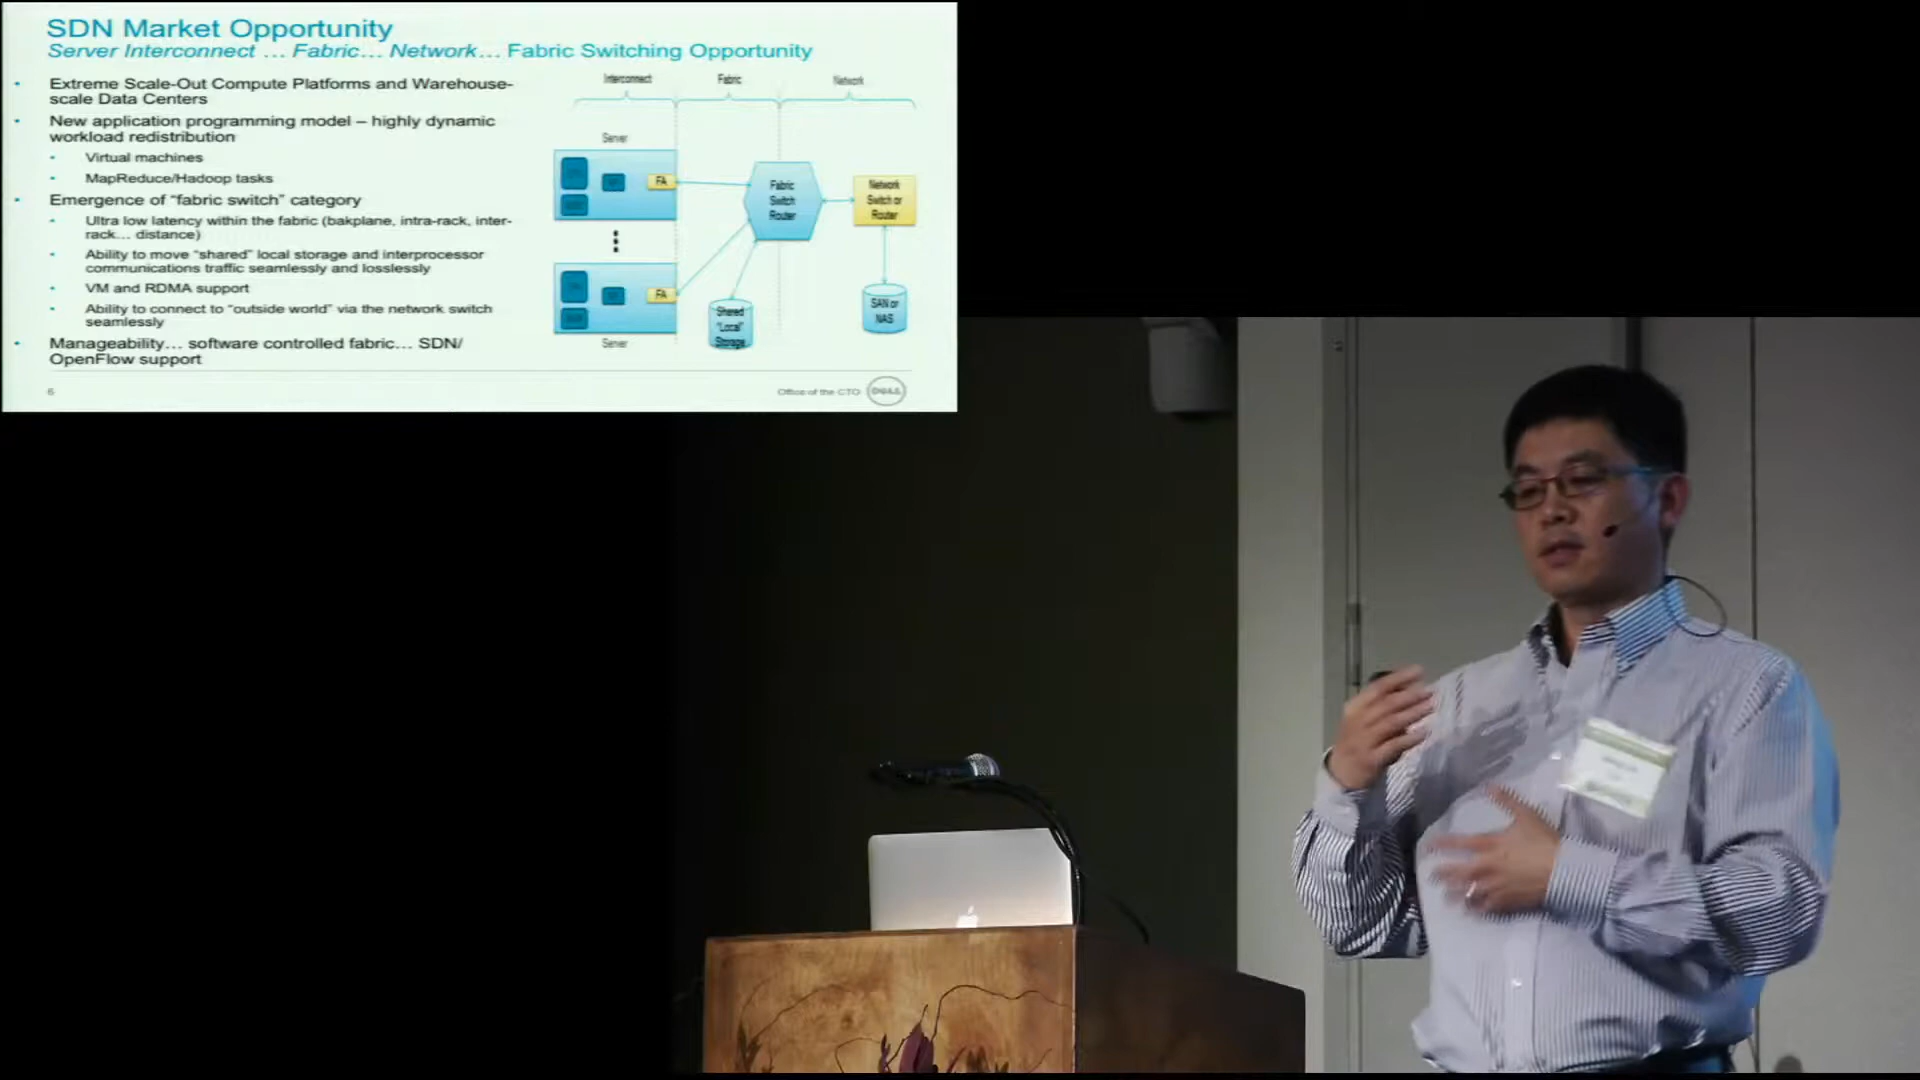 SDN Market Opportunity
Server Interconnect ... Fabric... Network... Fabric Switching Opportunity
• Extreme Scale-Out Compute Platforms and Warehouse-
scale Data Centers
• New application programming model – highly dynamic
workload redistribution
• Virtual machines
• MapReduce/Hadoop tasks
• Emergence of “fabric switch” category
• Ultra low latency within the fabric (bakplane, intra-rack, inter-
rack... distance)
• Ability to move “shared” local storage and interprocessor
communications traffic seamlessly and losslessly
• VM and RDMA support
• Ability to connect to “outside world” via the network switch
seamlessly
• Manageability... software controlled fabric... SDN/
OpenFlow support
Interconnect
Fabric
Network
Server
FA
Fabric
Switch
Router
Network
Switch or
Router
FA
Shared
“Local”
Storage
SAN or
NAS
Server
6
Office of the CTO
DELL